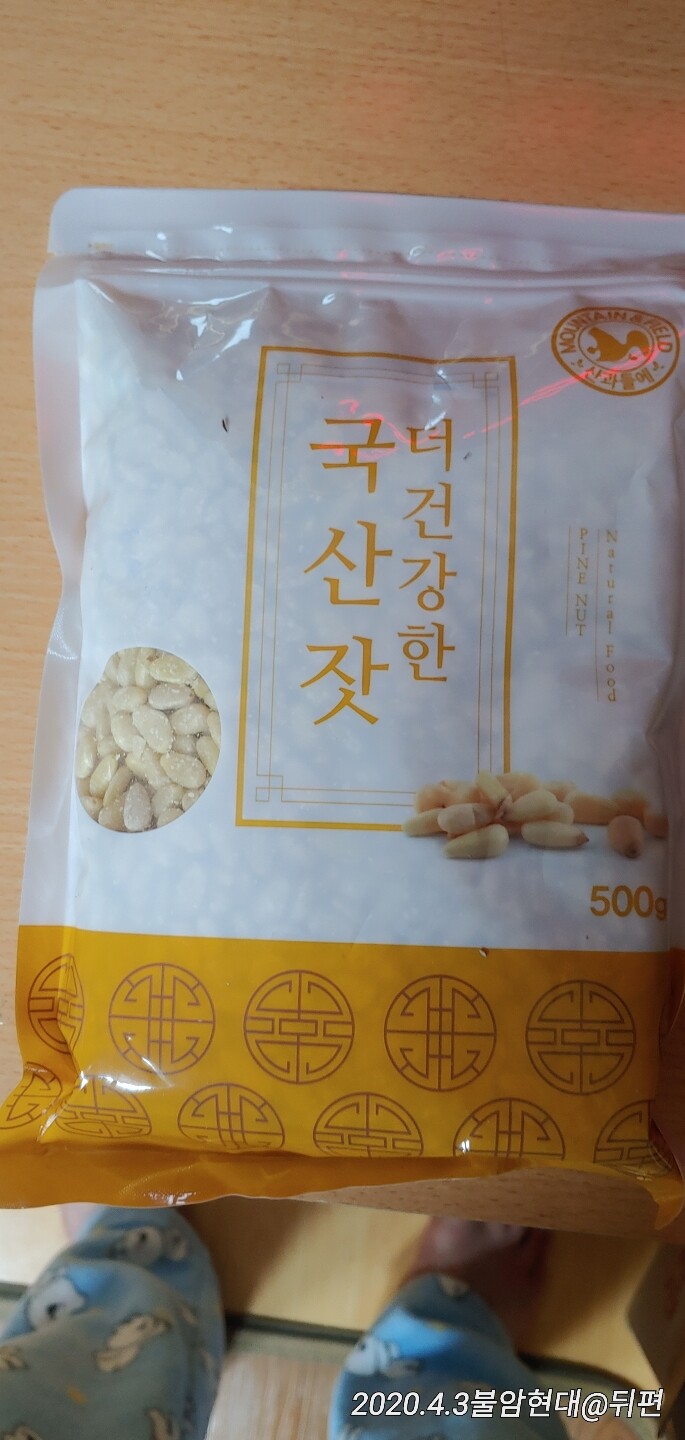 MOUNTAIN & FIELD
산과들에
더 건강한
국산잣
Natural Food
PINE NUT
500g
2020.4.3불암현대@뒤편